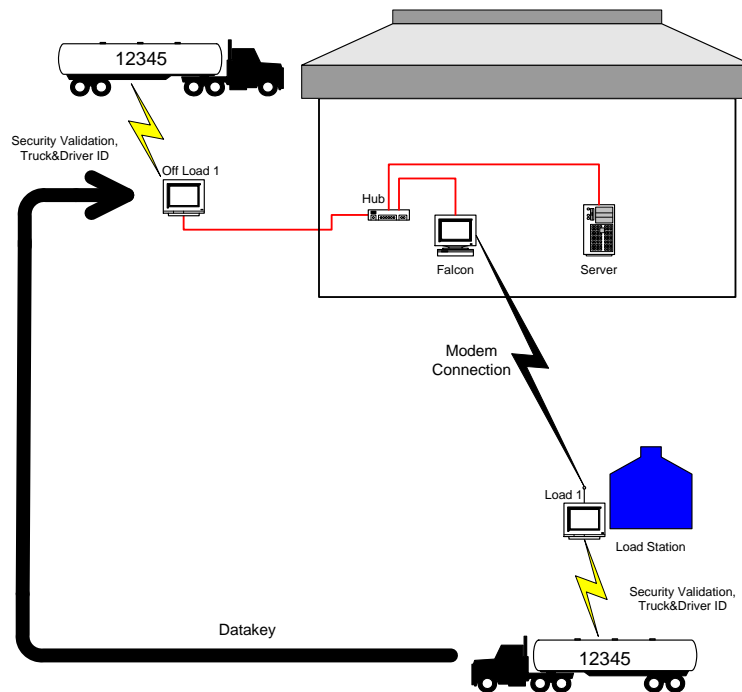 12345
Security Validation,
Truck&Driver ID
Off Load 1
Hub
Falcon
Server
Modem
Connection
Load 1
Load Station
Security Validation,
Truck&Driver ID
Datakey
12345